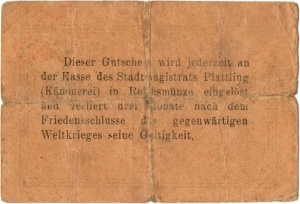 Dieser Gutschein wird jederzeit an
der Kasse des Stadtmagistrats Plattling
(Kämmerei) in Reichsmünze eingelöst
und verliert drei Monate nach dem
Friedensschlusse des gegenwärtigen
Weltkrieges seine Gültigkeit.